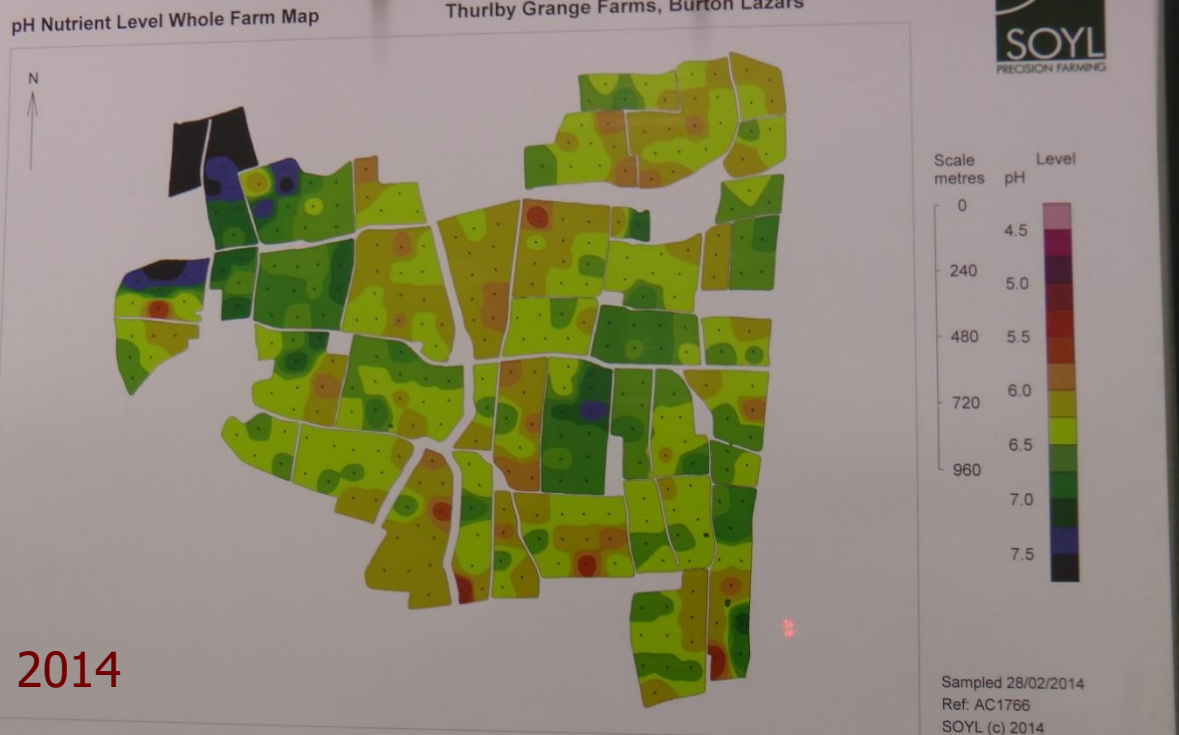 pH Nutrient Level Whole Farm Map
Thurlby Grange Farms, Burton Lazars
SOYL
PRECISION FARMING
N
Scale
metres
pH
Level
0
240
480
720
960
4.5
5.0
5.5
6.0
6.5
7.0
7.5
2014
Sampled 28/02/2014
Ref: AC1766
SOYL (c) 2014